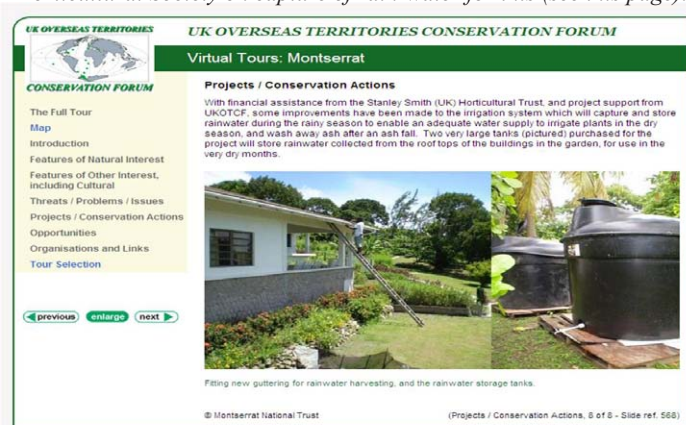 UK OVERSEAS TERRITORIES
CONSERVATION FORUM
UK OVERSEAS TERRITORIES CONSERVATION FORUM
Virtual Tours: Montserrat
The Full Tour
Map
Introduction
Features of Natural Interest
Features of Other Interest,
including Cultural
Threats / Problems / Issues
Projects / Conservation Actions
Opportunities
Organisations and Links
Tour Selection
previous enlarge next
Projects / Conservation Actions
With financial assistance from the Stanley Smith (UK) Horticultural Trust, and project support from
UKOTCF, some improvements have been made to the irrigation system which will capture and store
rainwater during the rainy season to enable an adequate water supply to irrigate plants in the dry
season, and wash away ash after an ash fall. Two very large tanks (pictured) purchased for the
project will store rainwater collected from the roof tops of the buildings in the garden, for use in the
very dry months.
Fitting new guttering for rainwater harvesting, and the rainwater storage tanks.
© Montserrat National Trust
(Projects / Conservation Actions, 8 of 8 - Slide ref. 568)